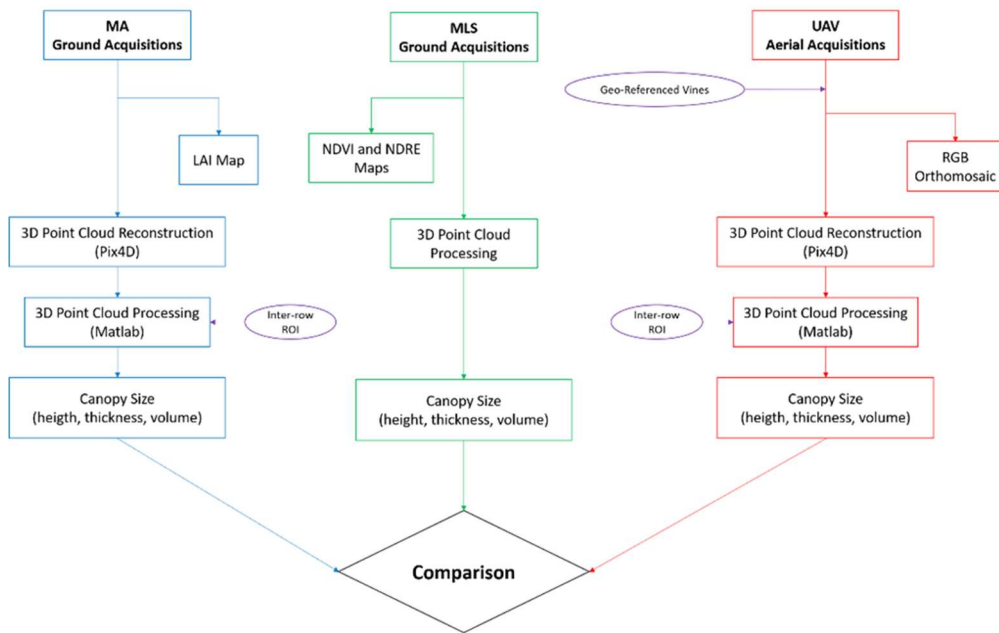 MA
Ground Acquisitions
MLS
Ground Acquisitions
UAV
Aerial Acquisitions
Geo-Referenced Vines
LAI Map
NDVI and NDRE
Maps
RGB
Orthomosaic
3D Point Cloud Reconstruction
(Pix4D)
3D Point Cloud
Processing
3D Point Cloud Reconstruction
(Pix4D)
3D Point Cloud Processing
(Matlab)
Inter-row
ROI
Inter-row
ROI
3D Point Cloud Processing
(Matlab)
Canopy Size
(heigth, thickness, volume)
Canopy Size
(height, thickness, volume)
Canopy Size
(heigth, thickness, volume)
Comparison